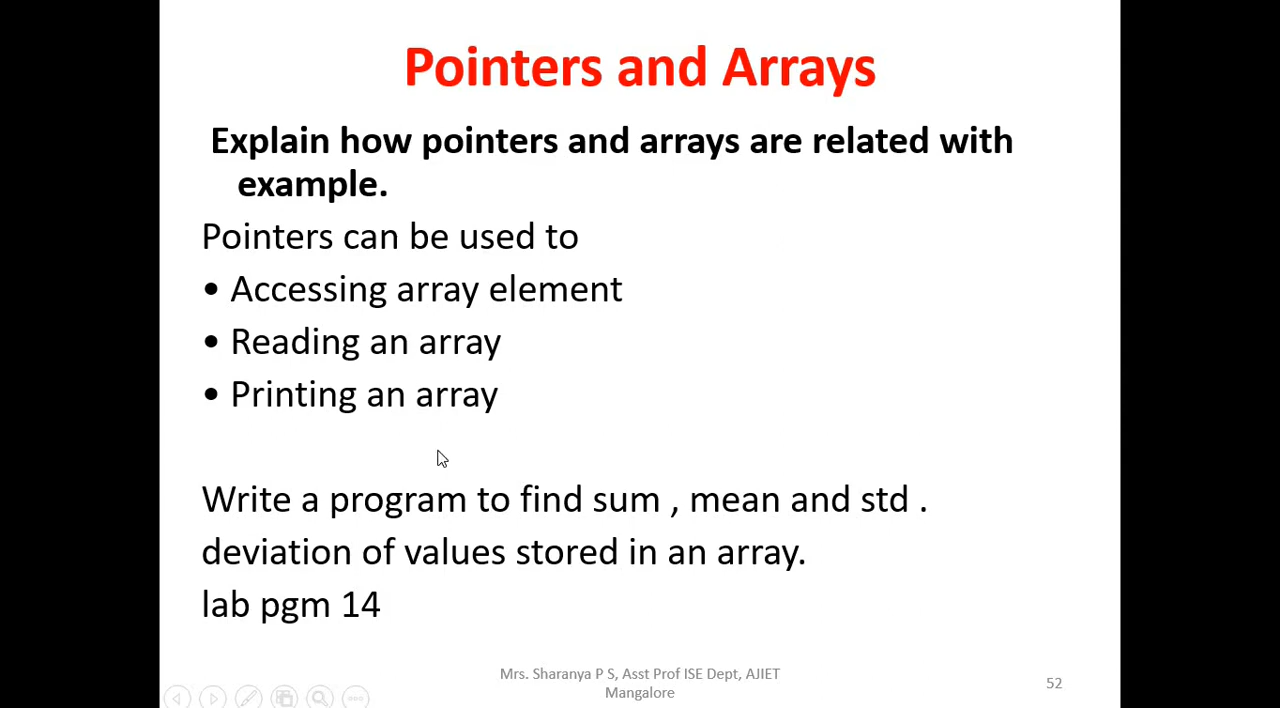 Pointers and Arrays
Explain how pointers and arrays are related with
example.
Pointers can be used to
• Accessing array element
• Reading an array
• Printing an array
Write a program to find sum , mean and std .
deviation of values stored in an array.
lab pgm 14
Mrs. Sharanya P S, Asst Prof ISE Dept, AJIET
Mangalore
52